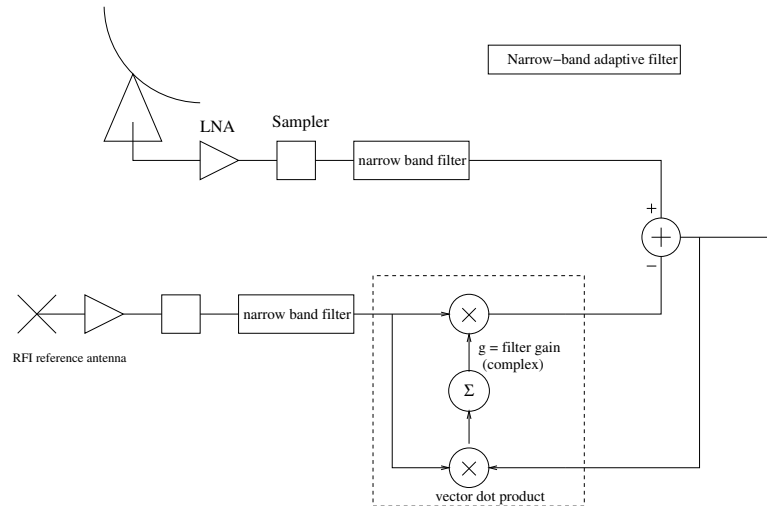 Narrow−band adaptive filter
LNA
Sampler
narrow band filter
+
−
narrow band filter
RFI reference antenna
g = filter gain
(complex)
Σ
vector dot product